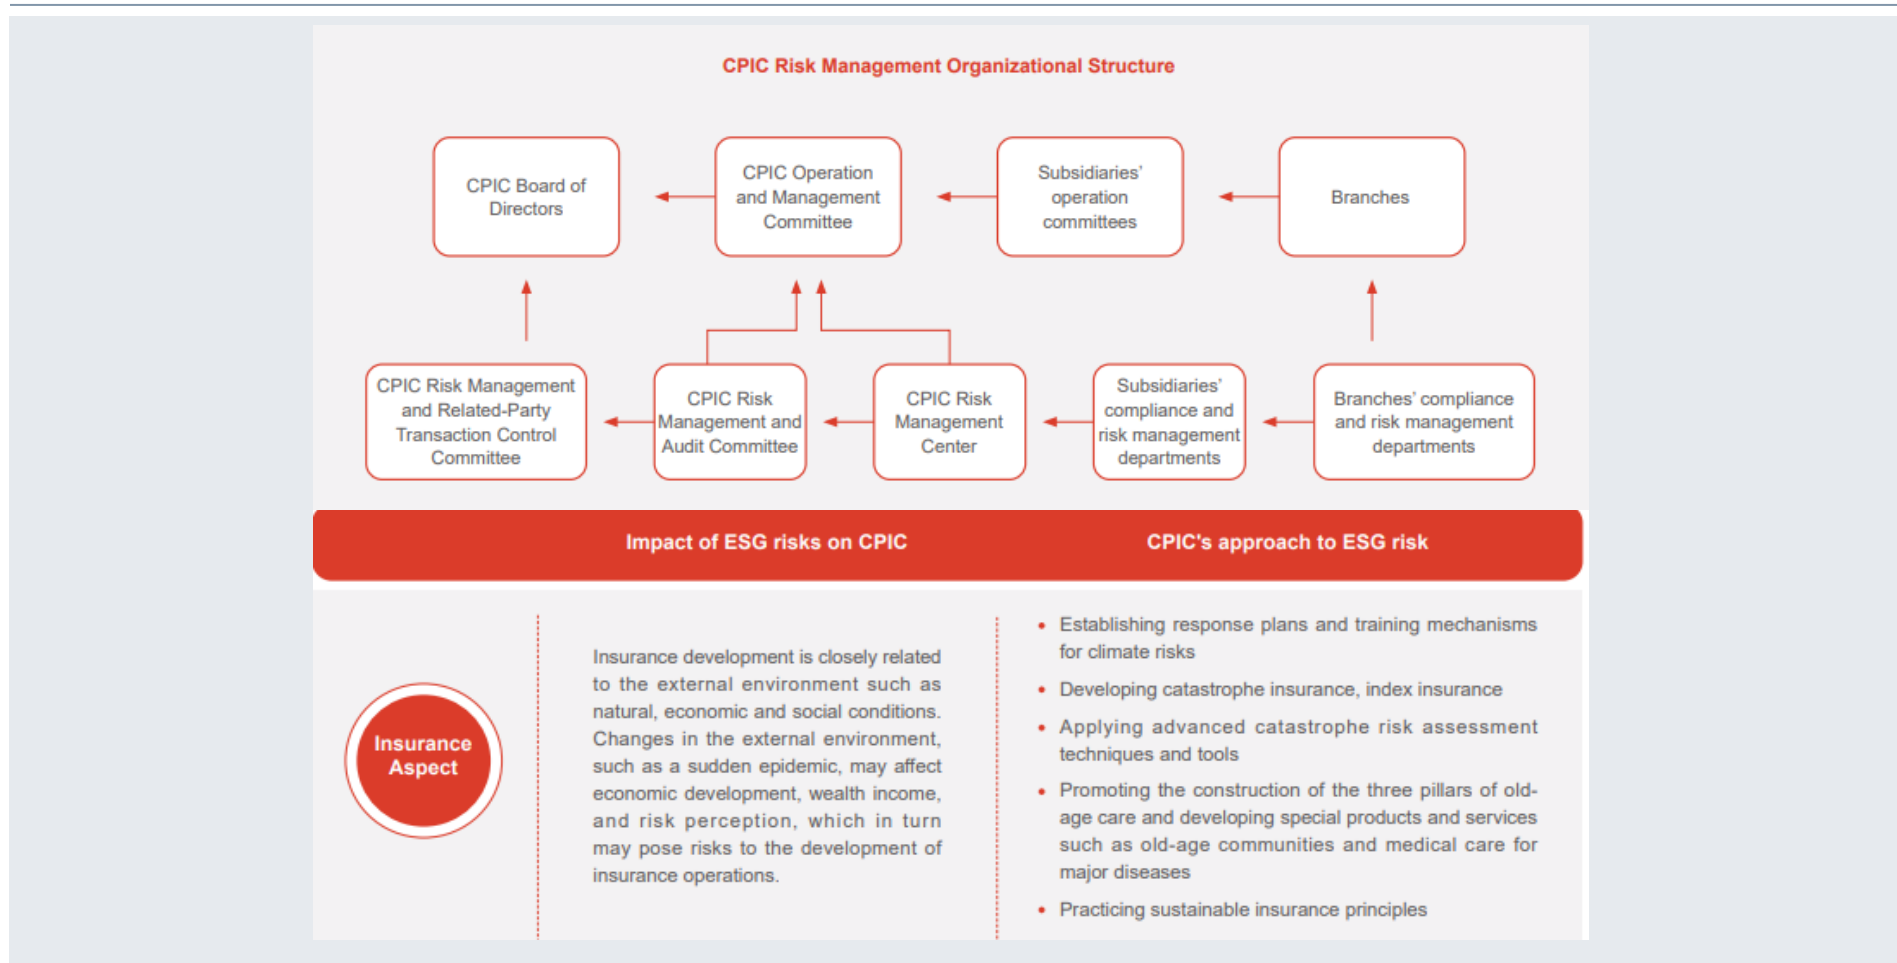 CPIC Risk Management Organizational Structure
CPIC Board of
Directors
CPIC Operation
and Management
Committee
Subsidiaries'
operation
committees
Branches
CPIC Risk Management
and Related-Party
Transaction Control
Committee
CPIC Risk
Management and
Audit Committee
CPIC Risk
Management
Center
Subsidiaries'
compliance and
risk management
departments
Branches' compliance
and risk management
departments
Impact of ESG risks on CPIC
CPIC's approach to ESG risk
Insurance
Aspect
Insurance development is closely related
to the external environment such as
natural, economic and social conditions.
Changes in the external environment,
such as a sudden epidemic, may affect
economic development, wealth income,
and risk perception, which in turn
may pose risks to the development of
insurance operations.
• Establishing response plans and training mechanisms
for climate risks
• Developing catastrophe insurance, index insurance
• Applying advanced catastrophe risk assessment
techniques and tools
• Promoting the construction of the three pillars of old-
age care and developing special products and services
such as old-age communities and medical care for
major diseases
• Practicing sustainable insurance principles